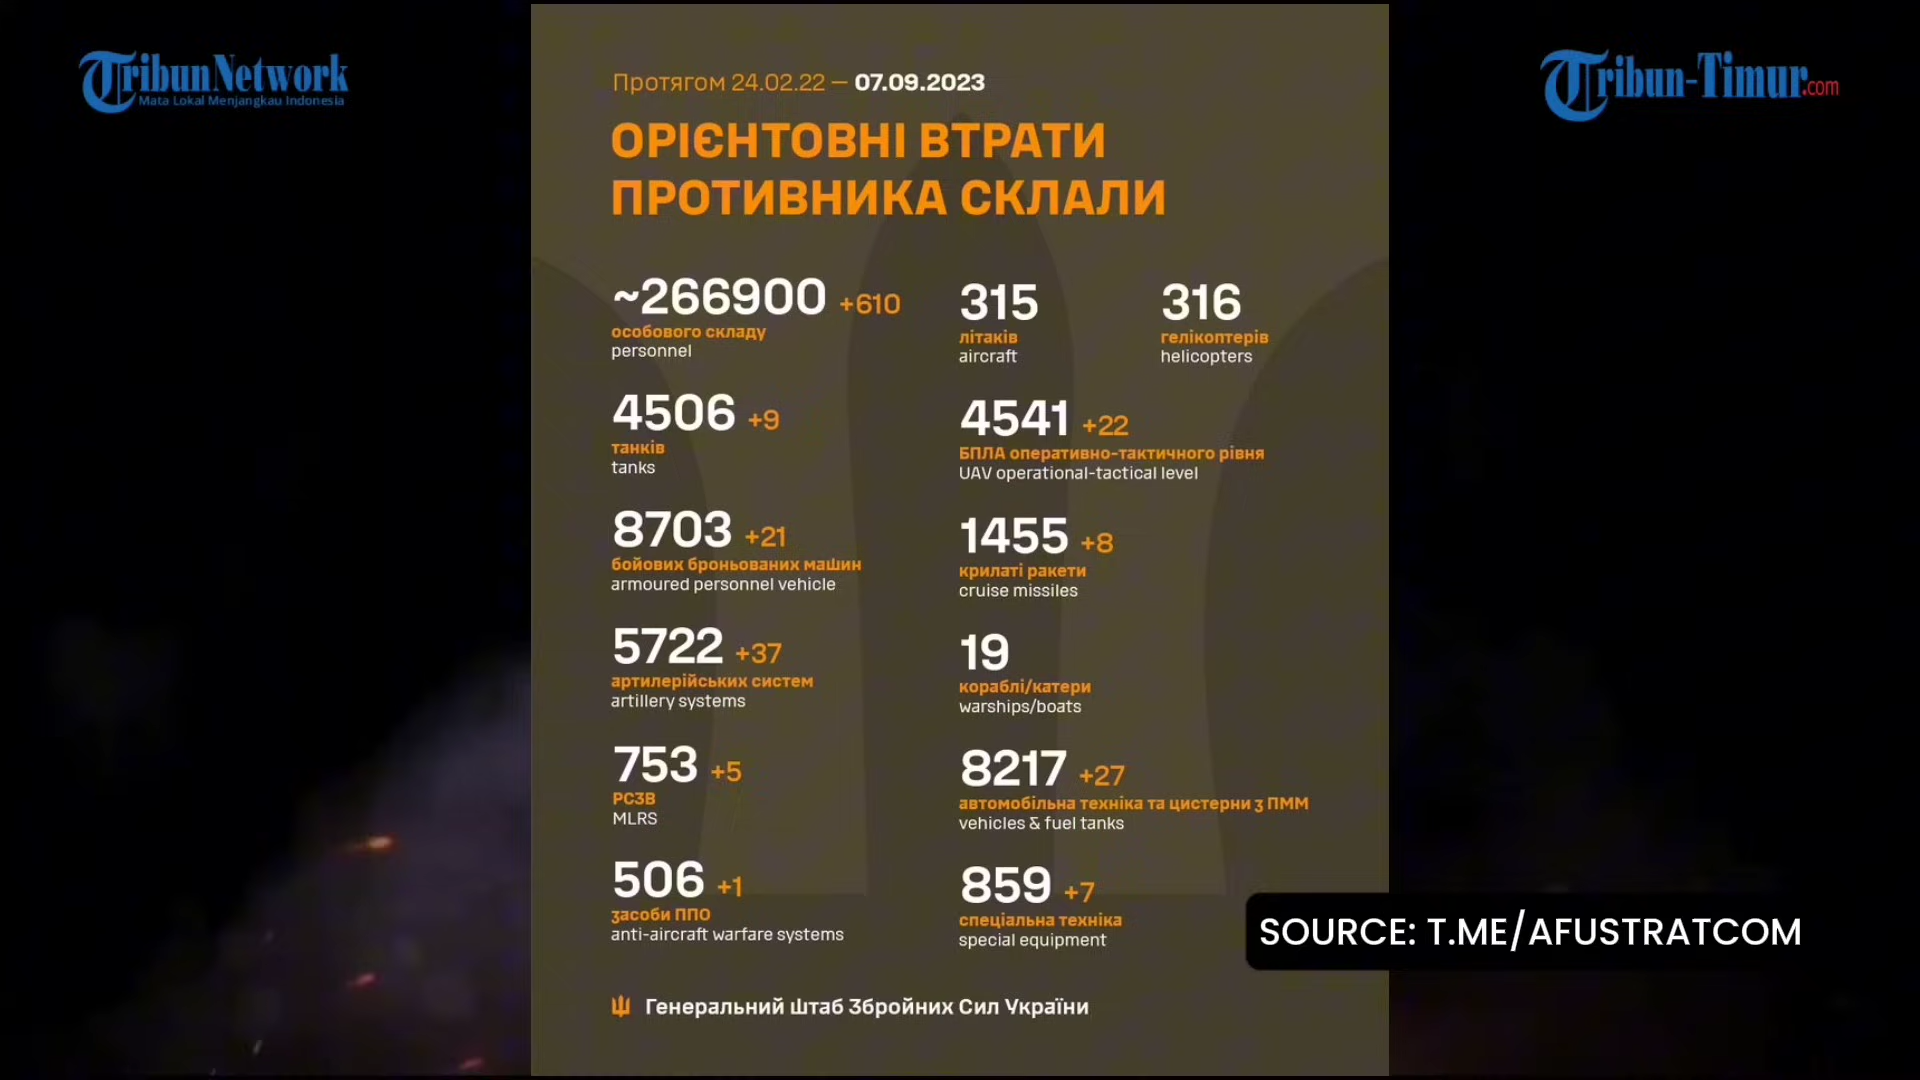 TribunNetwork
Mata Lokal Menjangkau Indonesia
Tribun-Timur.com
Протягом 24.02.22 — 07.09.2023
ОРІЄНТОВНІ ВТРАТИ
ПРОТИВНИКА СКЛАЛИ
~266900 +610
особового складу
personnel
315
літаків
aircraft
316
гелікоптерів
helicopters
4506 +9
танків
tanks
4541 +22
БПЛА оперативно-тактичного рівня
UAV operational-tactical level
8703 +21
бойових броньованих машин
armoured personnel vehicle
1455 +8
крилаті ракети
cruise missiles
5722 +37
артилерійських систем
artillery systems
19
кораблі/катери
warships/boats
753 +5
РСЗВ
MLRS
8217 +27
автомобільна техніка та цистерни з ПММ
vehicles & fuel tanks
506 +1
засоби ППО
anti-aircraft warfare systems
859 +7
спеціальна техніка
special equipment
SOURCE: T.ME/AFUSTRATCOM
Генеральний штаб Збройних Сил України